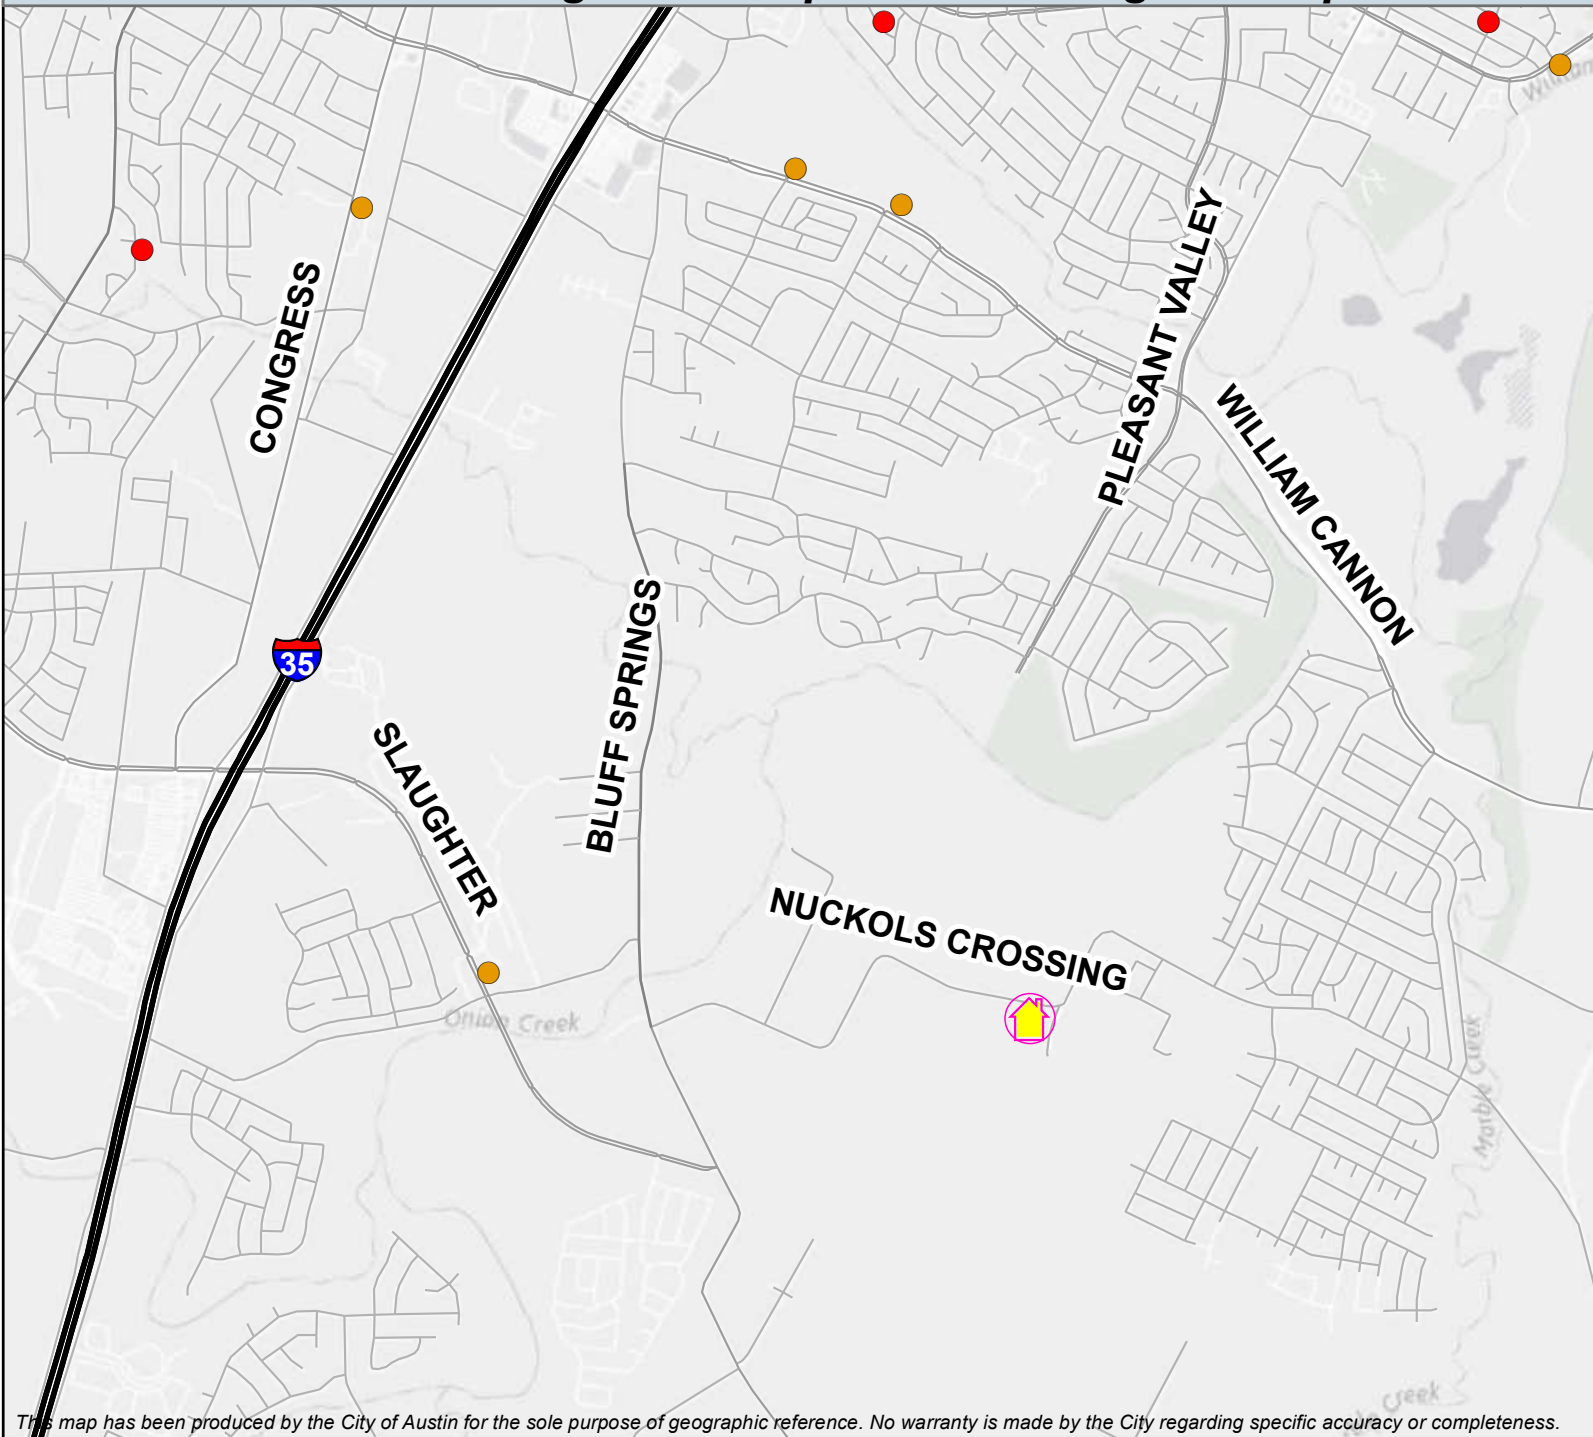 CONGRESS
PLEASANT VALLEY
WILLIAM CANNON
35
BLUFF SPRINGS
SLAUGHTER
NUCKOLS CROSSING
Onion Creek
Marble Creek
Creek
This map has been produced by the City of Austin for the sole purpose of geographic reference. No warranty is made by the City regarding specific accuracy or completeness.